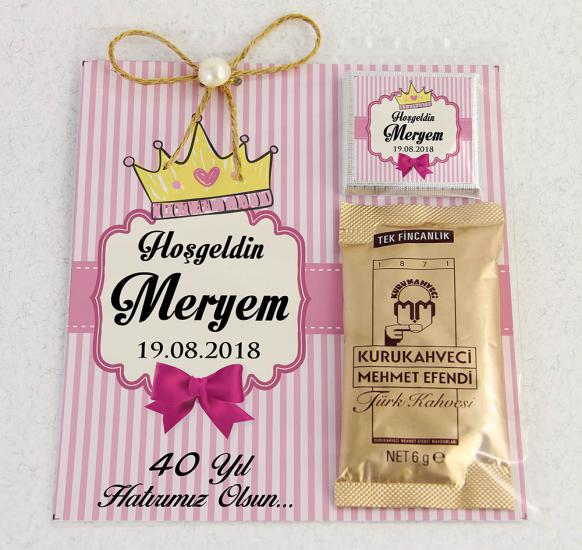 Hoşgeldin
Meryem
19.08.2018
40 Yıl
Hatırımız Olsun...
Hoşgeldin
Meryem
19.08.2018
TEK FİNCANLIK
1871
KURUKAHVECİ
MM
KURUKAHVECİ
MEHMET EFENDİ
Türk Kahvesi
NET 6 g e